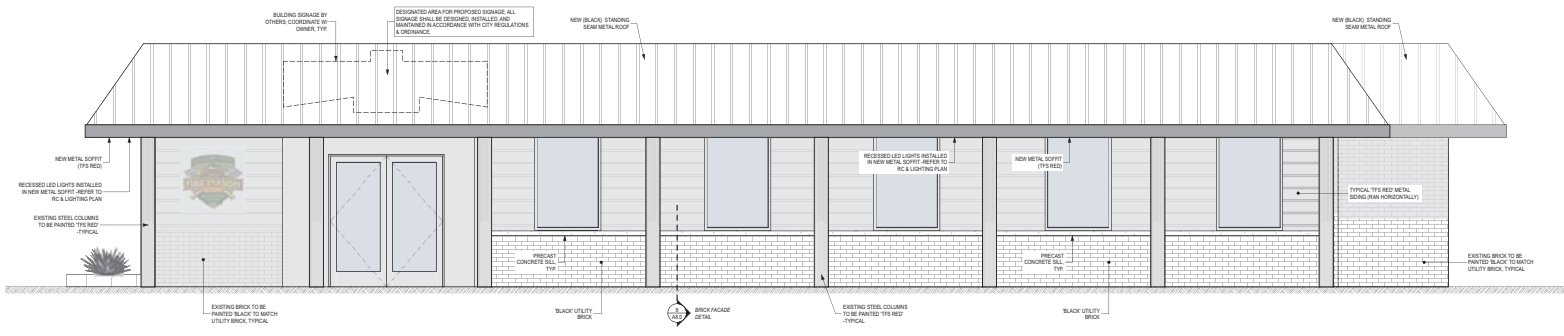 BUILDING SIGNAGE BY
OTHERS, COORDINATE W/
OWNER, TYP.
DESIGNATED AREA FOR PROPOSED SIGNAGE; ALL
SIGNAGE SHALL BE DESIGNED, INSTALLED, AND
MAINTAINED IN ACCORDANCE WITH CITY REGULATIONS
& ORDINANCE.
NEW (BLACK) STANDING
SEAM METAL ROOF
NEW (BLACK) STANDING
SEAM METAL ROOF
NEW METAL SOFFIT
(TFS RED)
RECESSED LED LIGHTS INSTALLED
IN NEW METAL SOFFIT -REFER TO
RC & LIGHTING PLAN
EXISTING STEEL COLUMNS
TO BE PAINTED 'TFS RED'
-TYPICAL
FIRE STATION
RECESSED LED LIGHTS INSTALLED
IN NEW METAL SOFFIT -REFER TO
RC & LIGHTING PLAN
NEW METAL SOFFIT
(TFS RED)
TYPICAL 'TFS RED' METAL
SIDING (RAN HORIZONTALLY)
PRECAST
CONCRETE SILL,
TYP
PRECAST
CONCRETE SILL,
TYP
EXISTING BRICK TO BE
PAINTED 'BLACK' TO MATCH
UTILITY BRICK, TYPICAL
EXISTING BRICK TO BE
PAINTED 'BLACK' TO MATCH
UTILITY BRICK, TYPICAL
'BLACK' UTILITY
BRICK
8
A6.0
BRICK FACADE
DETAIL
EXISTING STEEL COLUMNS
TO BE PAINTED 'TFS RED'
-TYPICAL
'BLACK' UTILITY
BRICK